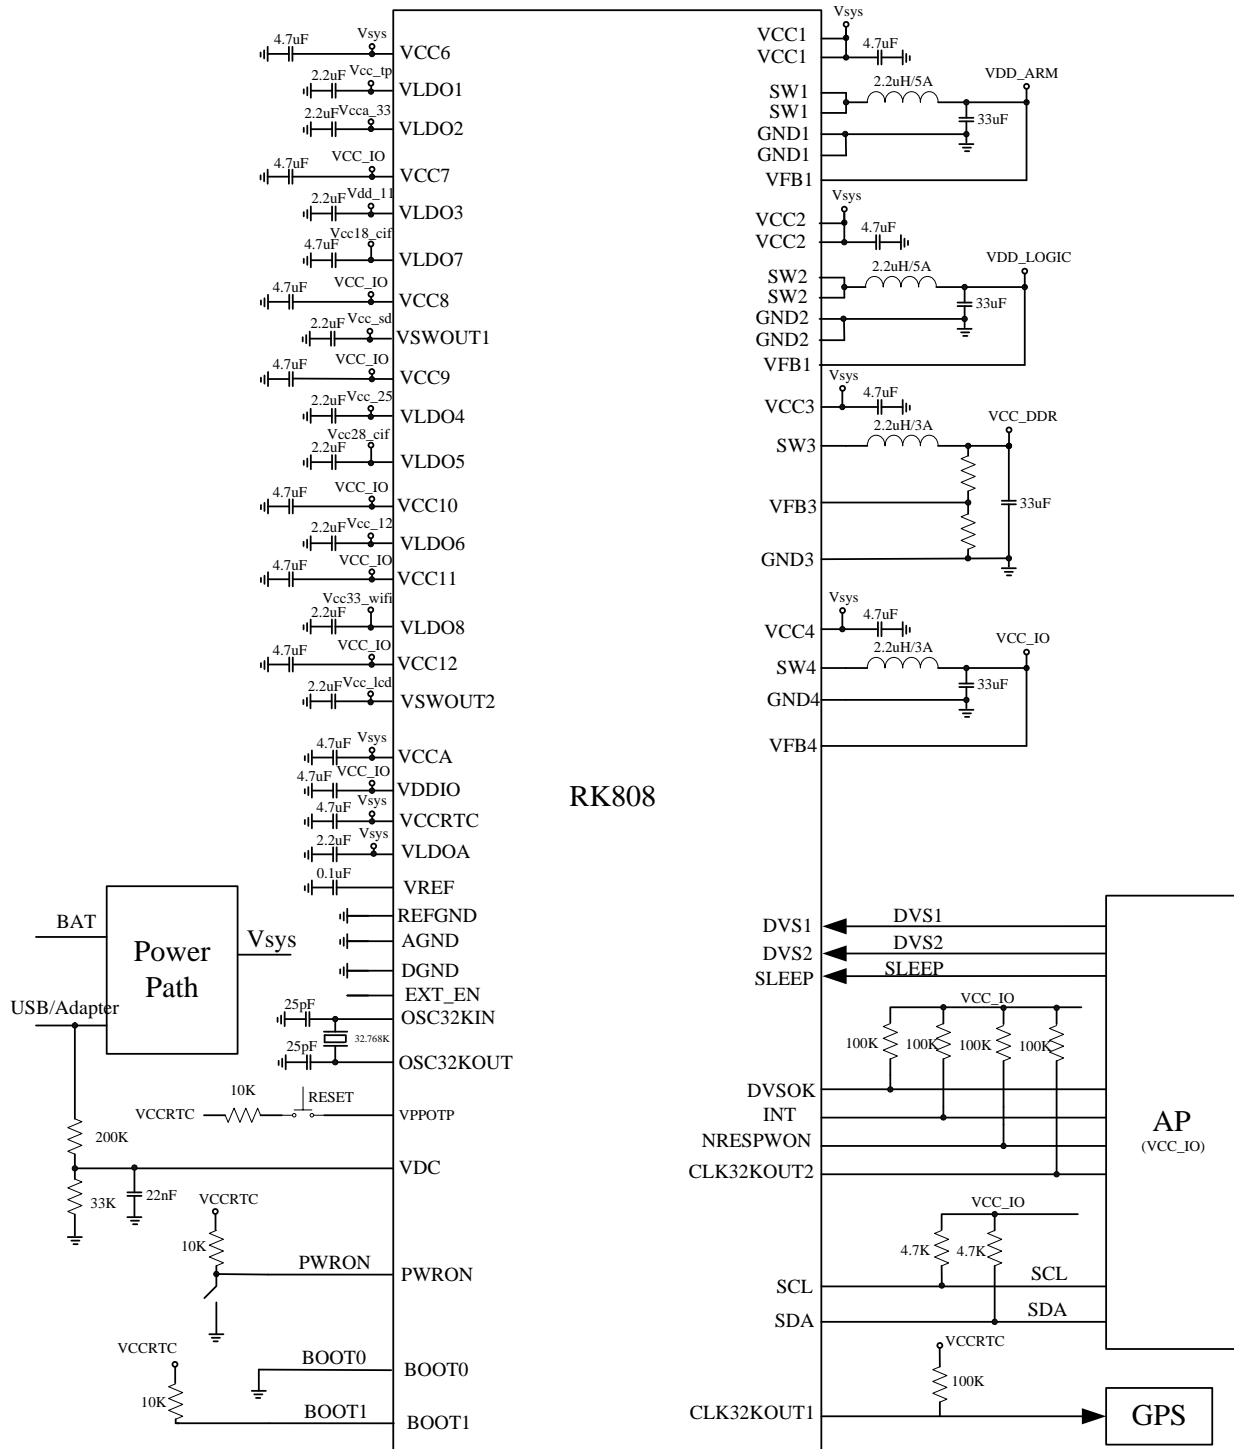 4.7uF Vsys VCC6
2.2uF Vcc_tp VLDO1
2.2uF Vcca_33 VLDO2
4.7uF VCC_IO VCC7
2.2uF Vdd_11 VLDO3
4.7uF Vcc18_cif VLDO7
4.7uF VCC_IO VCC8
2.2uF Vcc_sd VSWOUT1
4.7uF VCC_IO VCC9
2.2uF Vcc_25 VLDO4
2.2uF Vcc28_cif VLDO5
4.7uF VCC_IO VCC10
2.2uF Vcc_12 VLDO6
4.7uF VCC_IO VCC11
2.2uF Vcc33_wifi VLDO8
4.7uF VCC_IO VCC12
2.2uF Vcc_lcd VSWOUT2
4.7uF Vsys VCCA
4.7uF VCC_IO VDDIO
4.7uF Vsys VCCRTC
2.2uF Vsys VLDOA
0.1uF VREF
REFGND
AGND
DGND
EXT_EN
25pF OSC32KIN
32.768K
25pF OSC32KOUT
BAT
Power
Path
Vsys
USB/Adapter
VCCRTC 10K RESET VPPOTP
200K
VDC
33K
22nF
VCCRTC
10K
PWRON PWRON
VCCRTC
BOOT0 BOOT0
10K
BOOT1 BOOT1
RK808
Vsys
VCC1
VCC1 4.7uF
SW1 2.2uH/5A VDD_ARM
SW1
33uF
GND1
GND1
VFB1
Vsys
VCC2
VCC2 4.7uF
SW2 2.2uH/5A VDD_LOGIC
SW2
33uF
GND2
GND2
VFB1
Vsys
VCC3 4.7uF
SW3 2.2uH/3A VCC_DDR
VFB3
33uF
GND3
Vsys
VCC4 4.7uF
SW4 2.2uH/3A VCC_IO
33uF
GND4
VFB4
DVS1 DVS1
DVS2 DVS2
SLEEP SLEEP
VCC_IO
100K 100K 100K 100K
DVSOK
INT
NRESPWON
CLK32KOUT2
AP
(VCC_IO)
VCC_IO
4.7K 4.7K
SCL SCL
SDA SDA
VCCRTC
100K
CLK32KOUT1
GPS